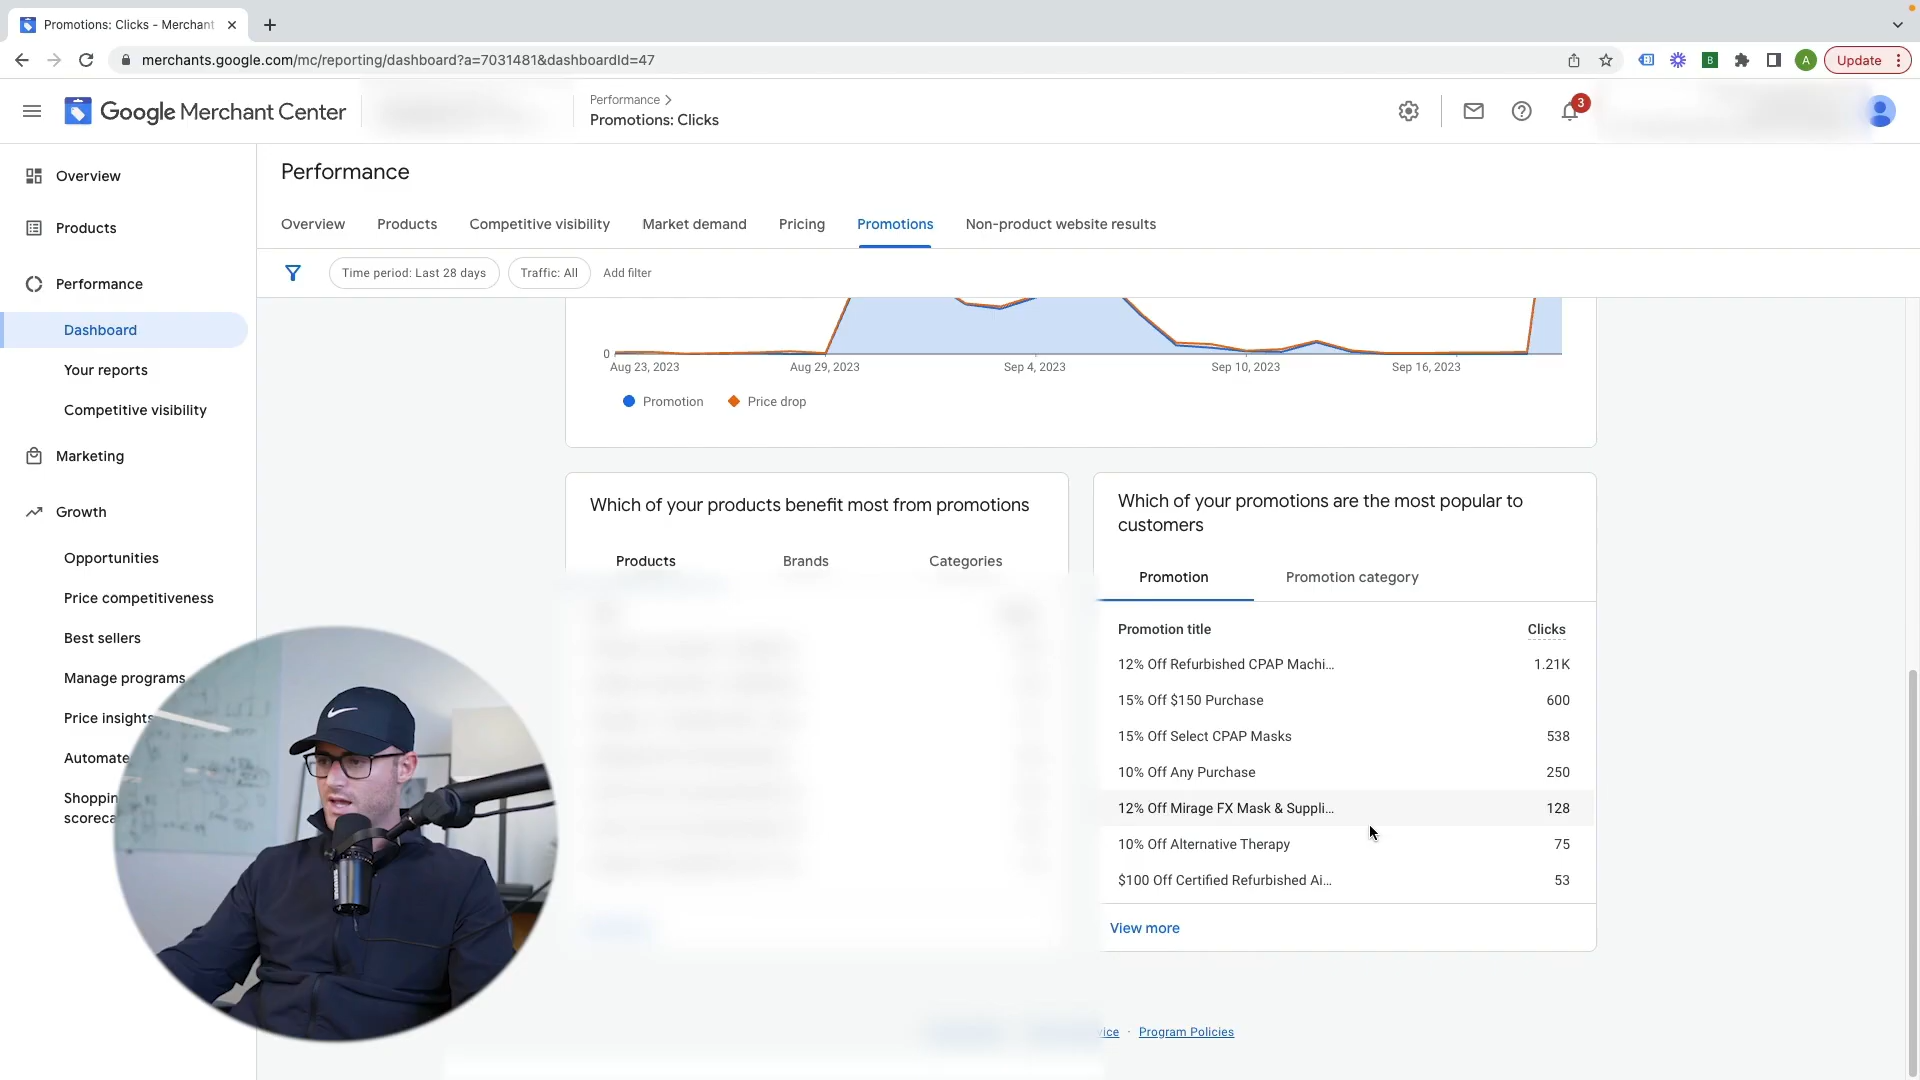 Promotions: Clicks - Merchant
merchants.google.com/mc/reporting/dashboard?a=7031481&dashboardId=47
B
A
Update
Google Merchant Center
Performance
Promotions: Clicks
3
Overview
Products
Performance
Dashboard
Your reports
Competitive visibility
Marketing
Growth
Opportunities
Price competitiveness
Best sellers
Manage programs
Price insights
Automate
Shoppin
scoreca
Performance
Overview
Products
Competitive visibility
Market demand
Pricing
Promotions
Non-product website results
Time period: Last 28 days
Traffic: All
Add filter
0
Aug 23, 2023
Aug 29, 2023
Sep 4, 2023
Sep 10, 2023
Sep 16, 2023
Promotion
Price drop
Which of your products benefit most from promotions
Products
Brands
Categories
Which of your promotions are the most popular to
customers
Promotion
Promotion category
Promotion title Clicks
12% Off Refurbished CPAP Machi... 1.21K
15% Off $150 Purchase 600
15% Off Select CPAP Masks 538
10% Off Any Purchase 250
12% Off Mirage FX Mask & Suppli... 128
10% Off Alternative Therapy 75
$100 Off Certified Refurbished Ai... 53
View more
vice · Program Policies